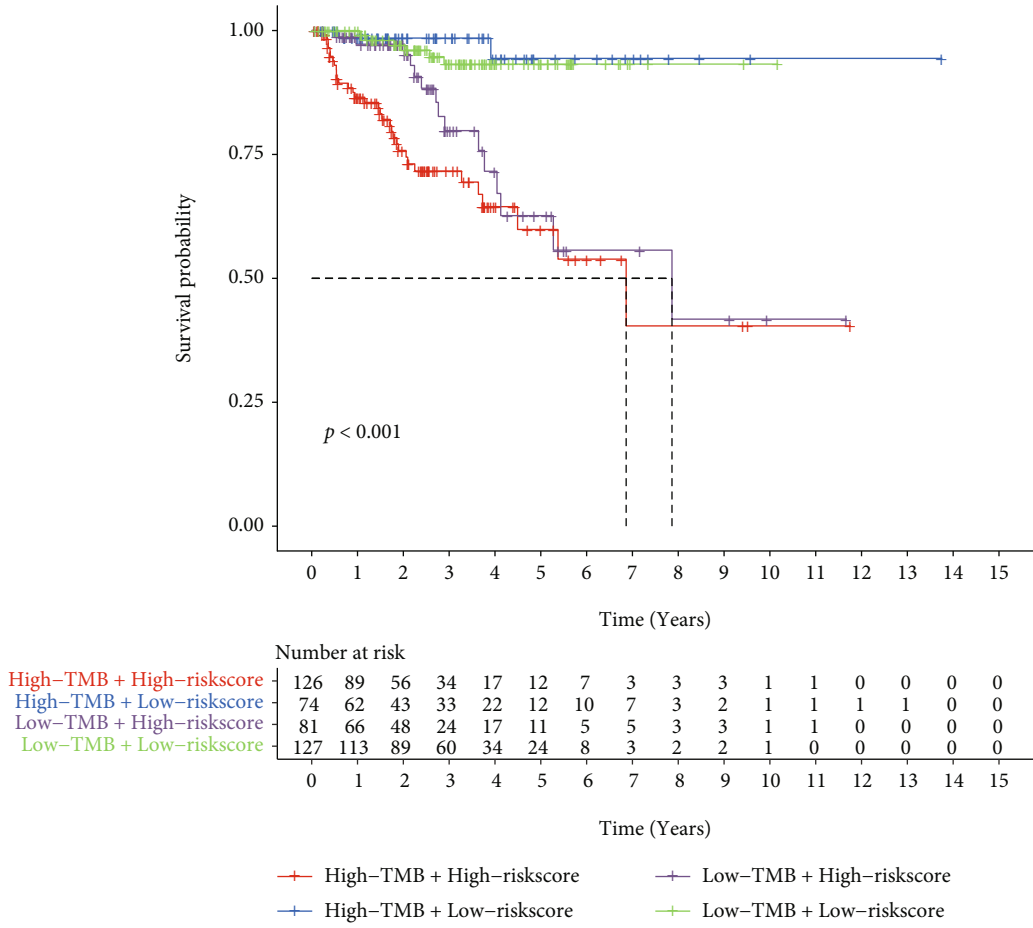 1.00
0.75
0.50
0.25
0.00
Survival probability
p < 0.001
0 1 2 3 4 5 6 7 8 9 10 11 12 13 14 15
Time (Years)
Number at risk
High–TMB + High–riskscore 126 89 56 34 17 12 7 3 3 3 1 1 0 0 0 0
High–TMB + Low–riskscore 74 62 43 33 22 12 10 7 3 2 1 1 1 1 0 0
Low–TMB + High–riskscore 81 66 48 24 17 11 5 5 3 3 1 1 0 0 0 0
Low–TMB + Low–riskscore 127 113 89 60 34 24 8 3 2 2 1 0 0 0 0 0
0 1 2 3 4 5 6 7 8 9 10 11 12 13 14 15
Time (Years)
High–TMB + High–riskscore Low–TMB + High–riskscore
High–TMB + Low–riskscore Low–TMB + Low–riskscore